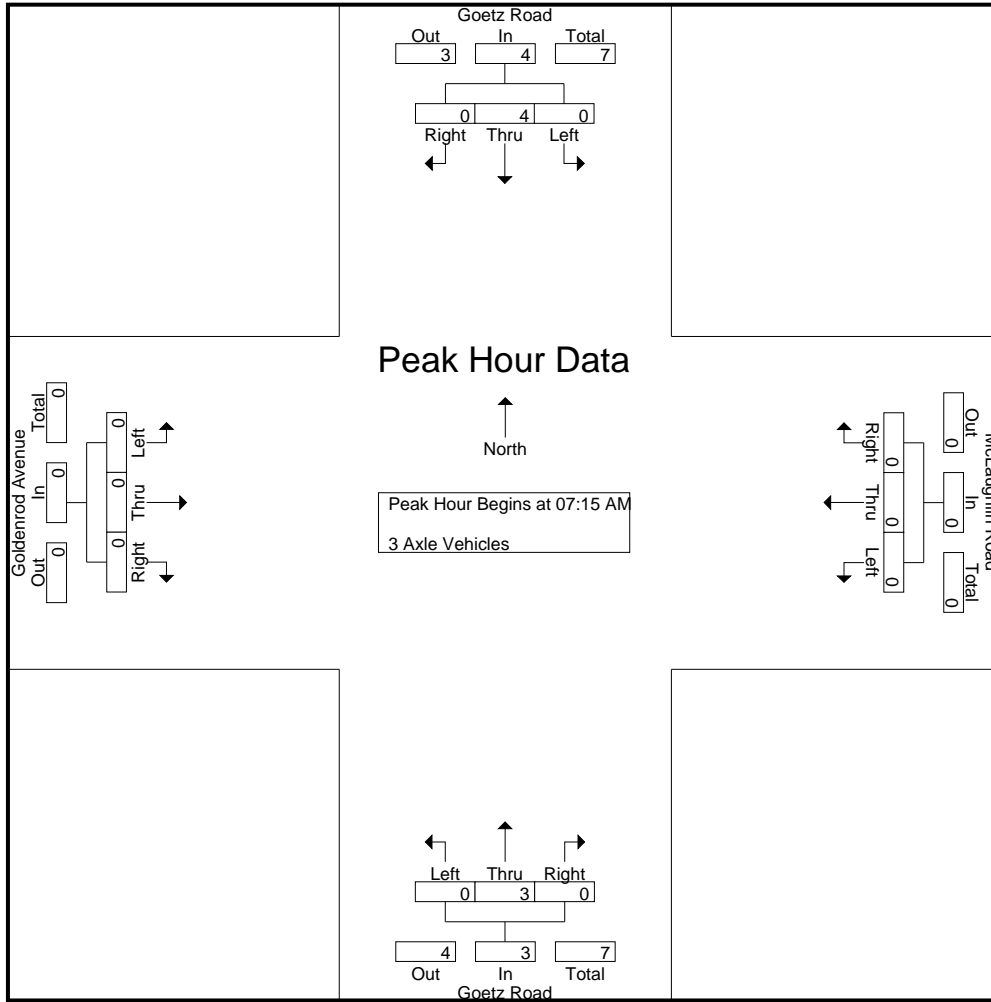 Goetz Road
Out In Total
3 4 7
0 4 0
Right Thru Left
Peak Hour Data
North
Peak Hour Begins at 07:15 AM
3 Axle Vehicles
Goldenrod Avenue
Out In Total
0 0 0
Right Thru Left
0 0 0
McLaughlin Road
Out In Total
0 0 0
Right Thru Left
0 0 0
Left Thru Right
0 3 0
4 3 7
Out In Total
Goetz Road